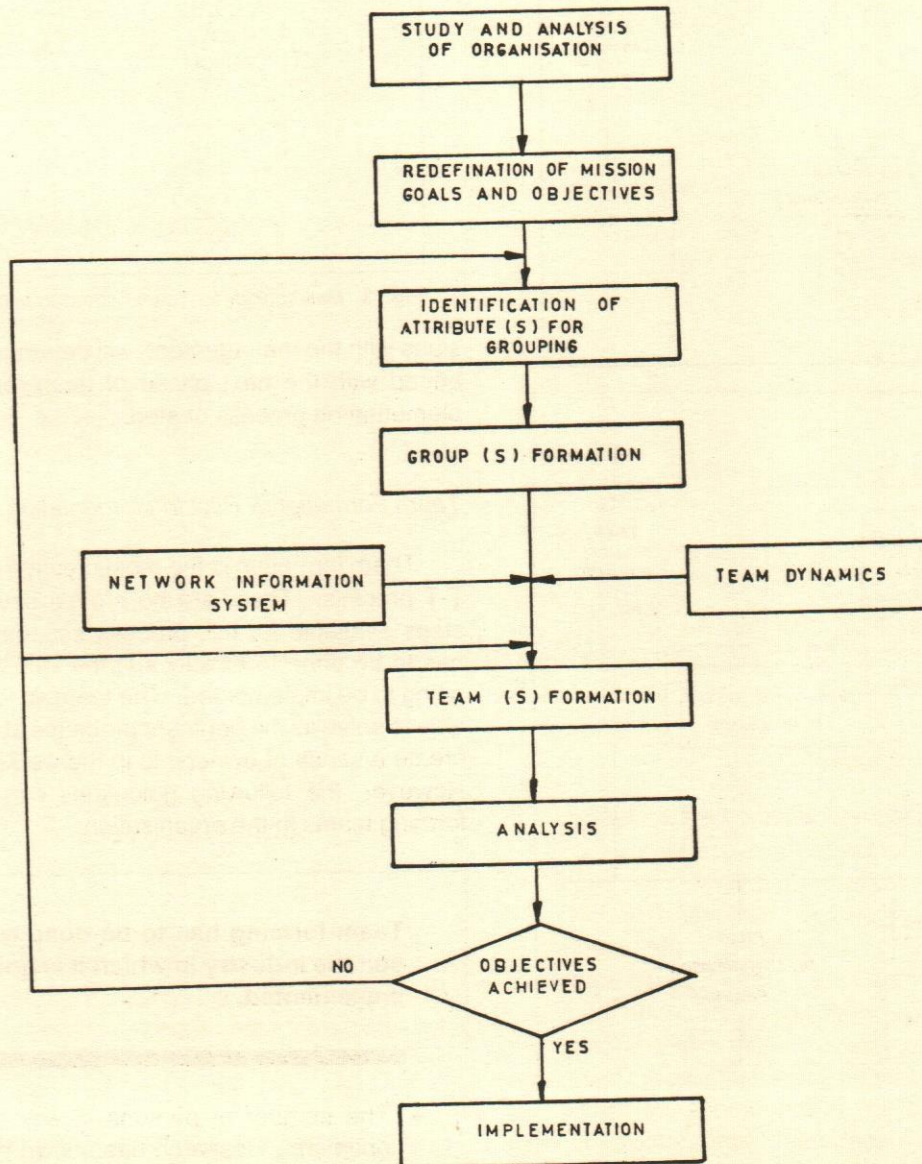 STUDY AND ANALYSIS
OF ORGANISATION
REDEFINATION OF MISSION
GOALS AND OBJECTIVES
IDENTIFICATION OF
ATTRIBUTE (S) FOR
GROUPING
GROUP (S) FORMATION
NETWORK INFORMATION
SYSTEM
TEAM DYNAMICS
TEAM (S) FORMATION
ANALYSIS
NO
OBJECTIVES
ACHIEVED
YES
IMPLEMENTATION